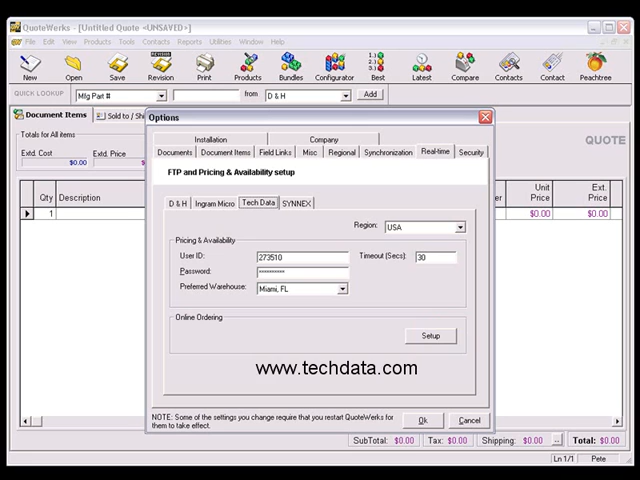 QuoteWerks - [Untitled Quote <UNSAVED>]
File Edit View Products Tools Contacts Reports Utilities Window Help
New Open Save Revision Print Products Bundles Configurator Best Latest Compare Contacts Contact Peachtree
QUICK LOOKUP Mfg Part # from D & H Add
Document Items Sold to / Shi
Totals for All items
Extd. Cost Extd. Price
$0.00
QUOTE
Qty Description Unit Price Ext. Price
1 $0.00 $0.00
Options
Installation Company
Documents Document Items Field Links Misc Regional Synchronization Real-time Security
FTP and Pricing & Availability setup
D & H Ingram Micro Tech Data SYNNEX
Region: USA
Pricing & Availability
User ID: 273510 Timeout (Secs): 30
Password: **********
Preferred Warehouse: Miami, FL
Online Ordering
Setup
www.techdata.com
NOTE: Some of the settings you change require that you restart QuoteWerks for
them to take effect.
Ok Cancel
SubTotal: $0.00 Tax: $0.00 Shipping: $0.00 ... Total: $0.00
Ln 1/1 Pete